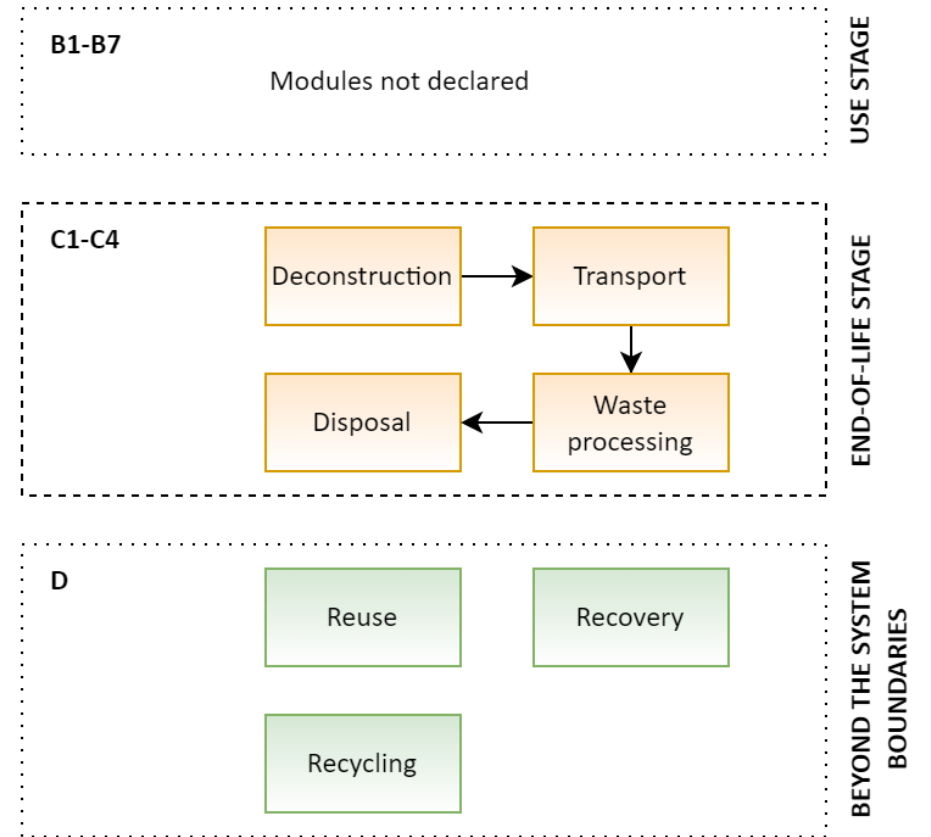 B1-B7
Modules not declared
USE STAGE
C1-C4
Deconstruction
Transport
Disposal
Waste
processing
END-OF-LIFE STAGE
D
Reuse
Recovery
Recycling
BEYOND THE SYSTEM
BOUNDARIES